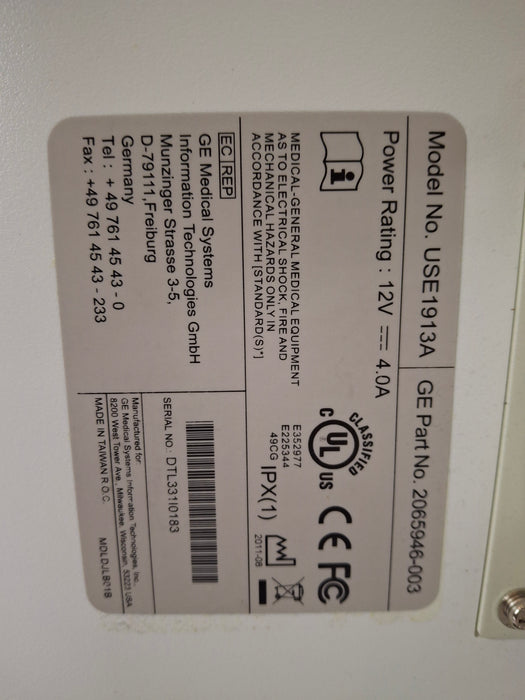 Model No. USE1913A
GE Part No. 2065946-003
Power Rating : 12V 4.0A
MEDICAL-GENERAL MEDICAL EQUIPMENT
AS TO ELECTRICAL SHOCK, FIRE AND
MECHANICAL HAZARDS ONLY IN
ACCORDANCE WITH [STANDARD(S)*]
CLASSIFIED
C UL US
E352977
E225344
49CG
IPX(1)
CE FC
2011-08
EC REP
GE Medical Systems
Information Technologies GmbH
Munzinger Strasse 3-5,
D-79111,Freiburg
Germany
Tel : + 49 761 45 43 - 0
Fax : +49 761 45 43 - 233
SERIAL NO.: DTL331I0183
Manufactured for
GE Medical Systems Information Technologies, Inc.
8200 West Tower Ave., Milwaukee, Wisconsin, 53223 USA
MADE IN TAIWAN R.O.C.